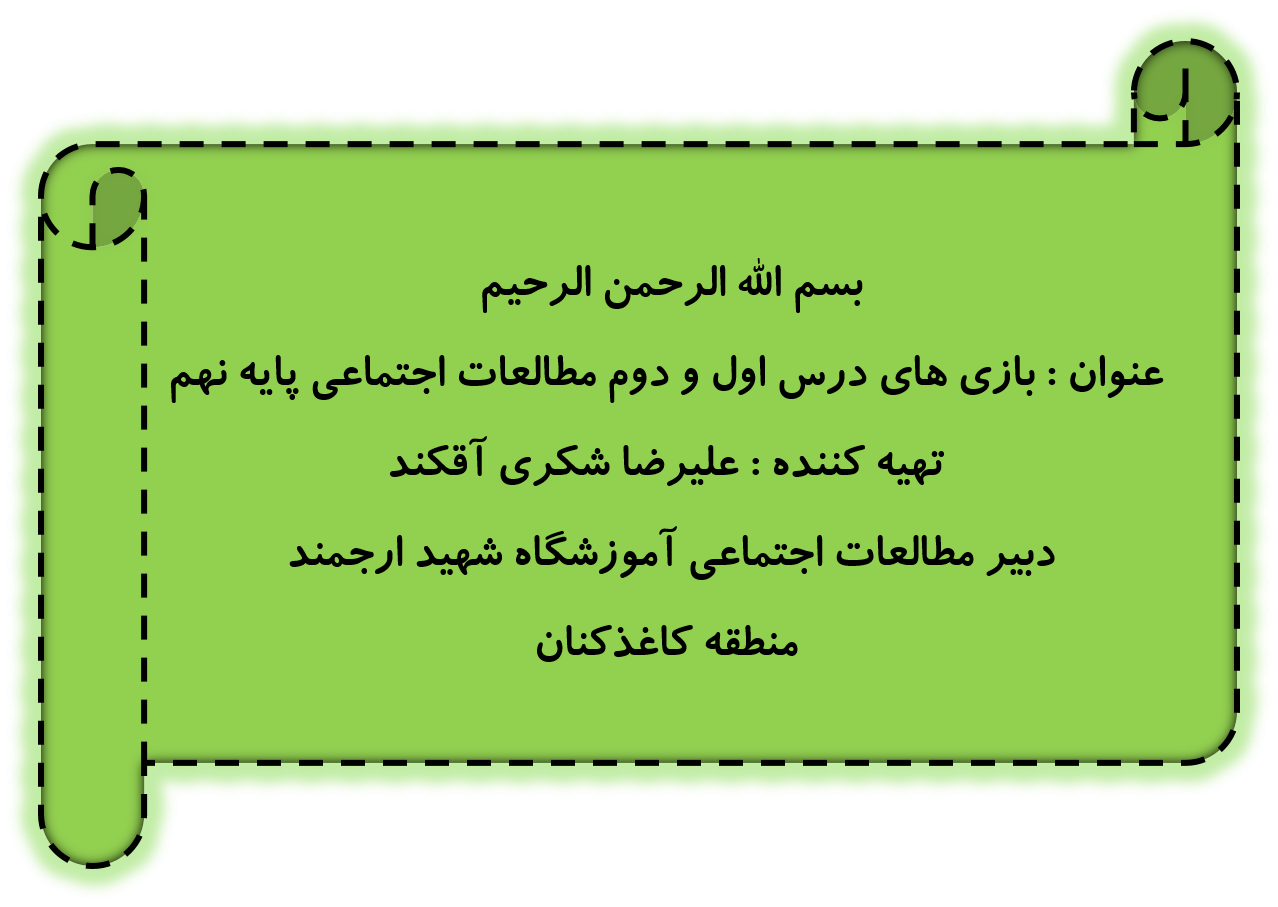 بسم الله الرحمن الرحیم
عنوان : بازی های درس اول و دوم مطالعات اجتماعی پایه نهم
تهیه کننده : علیرضا شکری آقکند
دبیر مطالعات اجتماعی آموزشگاه شهید ارجمند
منطقه کاغذکنان